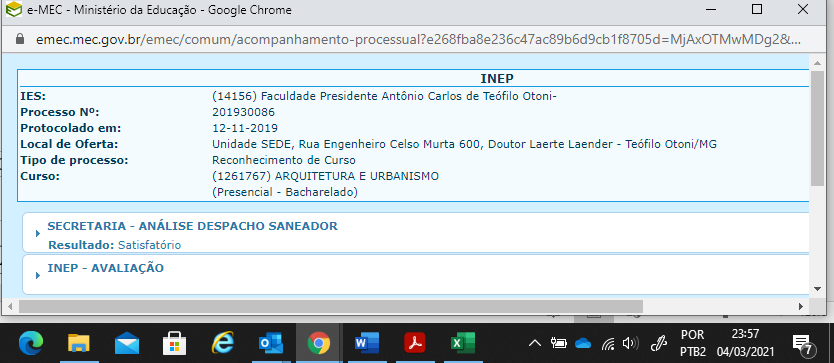 e-MEC - Ministério da Educação - Google Chrome
emec.mec.gov.br/emec/comum/acompanhamento-processual?e268fba8e236c47ac89b6d9cb1f8705d=MjAxOTMwMDg2&...
INEP
IES: (14156) Faculdade Presidente Antônio Carlos de Teófilo Otoni-
Processo Nº: 201930086
Protocolado em: 12-11-2019
Local de Oferta: Unidade SEDE, Rua Engenheiro Celso Murta 600, Doutor Laerte Laender - Teófilo Otoni/MG
Tipo de processo: Reconhecimento de Curso
Curso: (1261767) ARQUITETURA E URBANISMO
(Presencial - Bacharelado)
SECRETARIA - ANÁLISE DESPACHO SANEADOR
Resultado: Satisfatório
INEP - AVALIAÇÃO
POR 23:57
PTB2 04/03/2021 7